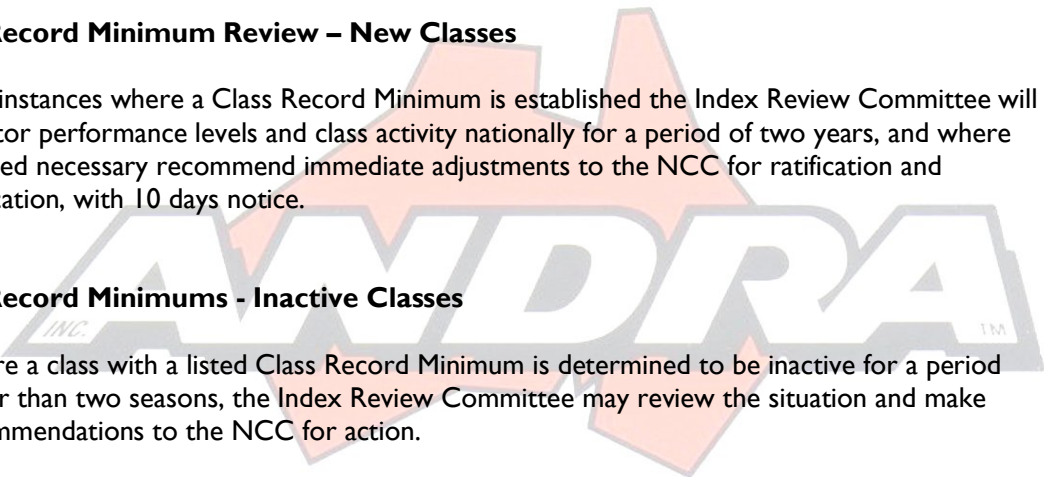 Record Minimum Review – New Classes
instances where a Class Record Minimum is established the Index Review Committee will
tor performance levels and class activity nationally for a period of two years, and where
ed necessary recommend immediate adjustments to the NCC for ratification and
ation, with 10 days notice.
ANDRA
INC.
TM
Record Minimums - Inactive Classes
re a class with a listed Class Record Minimum is determined to be inactive for a period
r than two seasons, the Index Review Committee may review the situation and make
mmendations to the NCC for action.